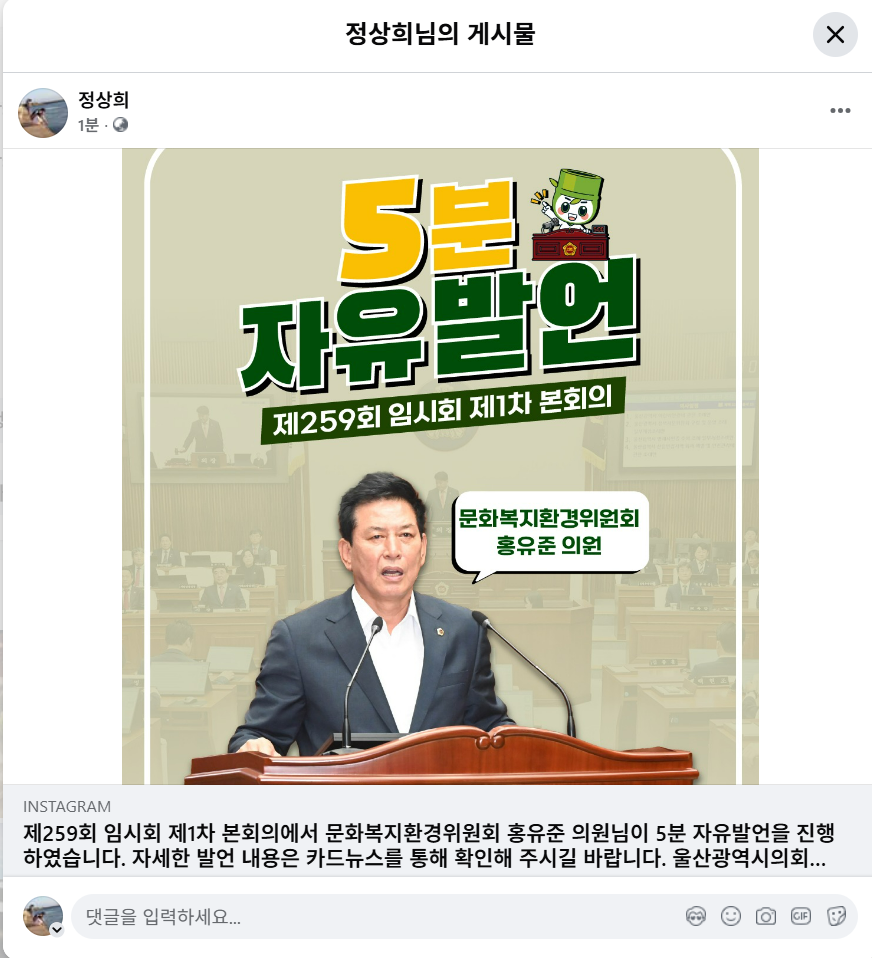 정상희님의 게시물
정상희
1분 ·
5분
자유발언
제259회 임시회 제1차 본회의
문화복지환경위원회
홍유준 의원
INSTAGRAM
제259회 임시회 제1차 본회의에서 문화복지환경위원회 홍유준 의원님이 5분 자유발언을 진행
하였습니다. 자세한 발언 내용은 카드뉴스를 통해 확인해 주시길 바랍니다. 울산광역시의회...
댓글을 입력하세요...
GIF